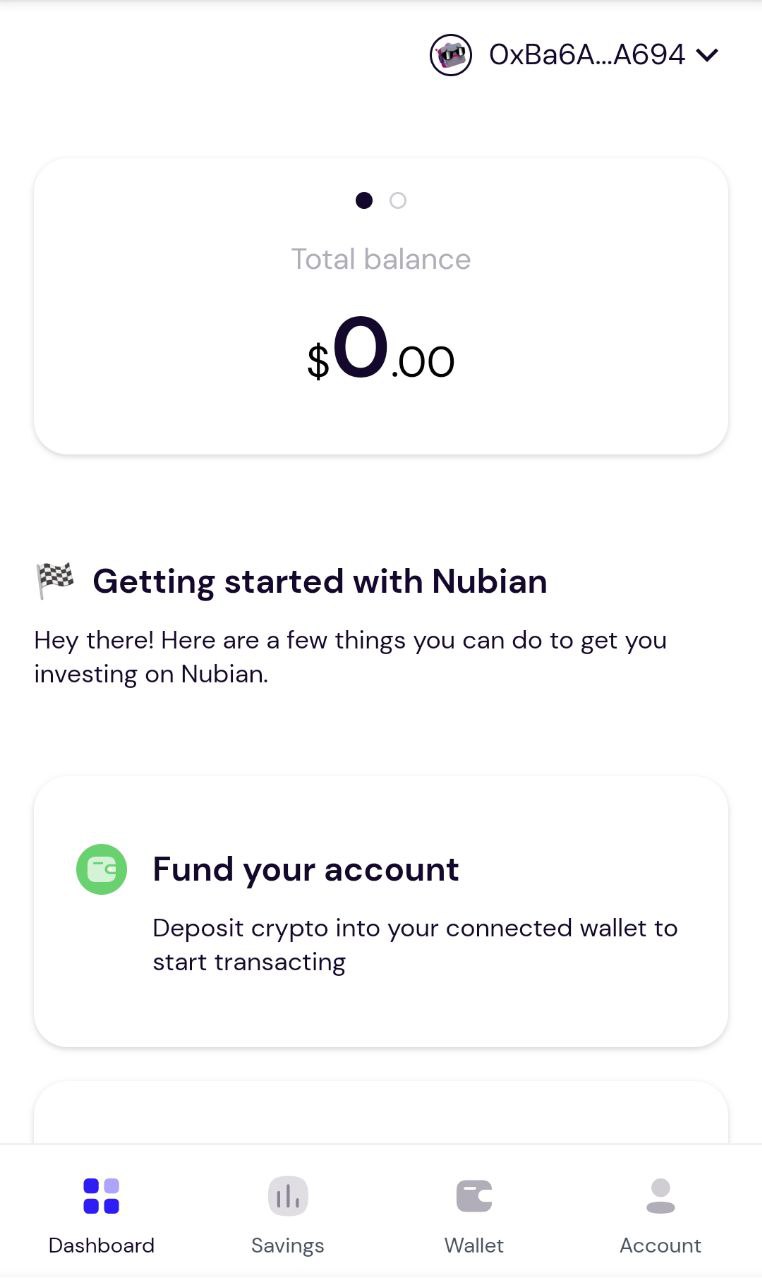 0xBa6A...A694
Total balance
$0.00
Getting started with Nubian
Hey there! Here are a few things you can do to get you
investing on Nubian.
Fund your account
Deposit crypto into your connected wallet to
start transacting
Dashboard Savings Wallet Account